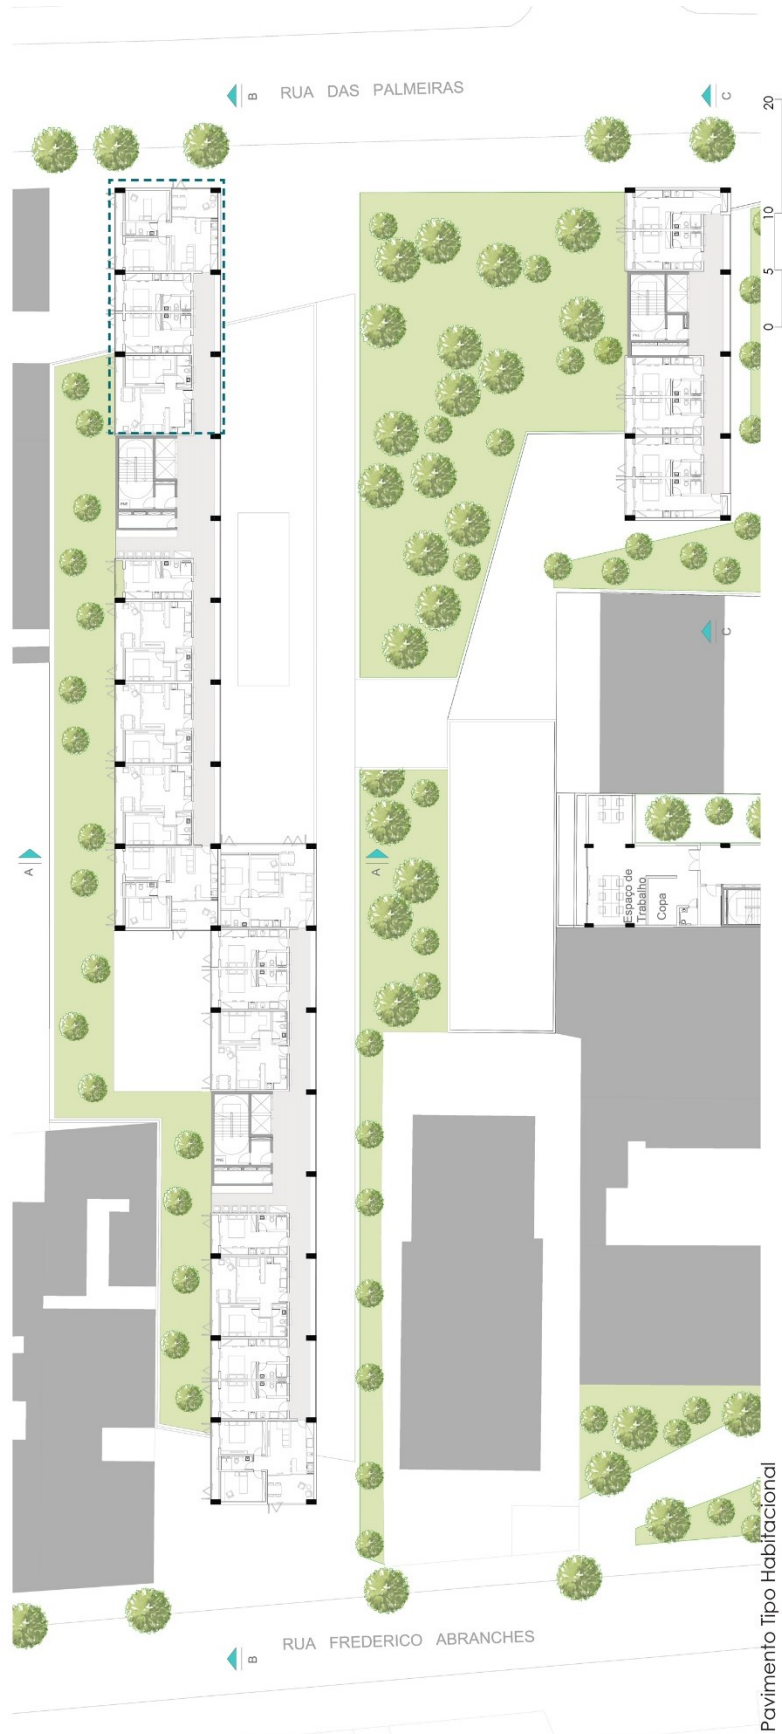 B RUA DAS PALMEIRAS C
20
10
5
0
C
A
A
Espaço de
Trabalho
Copa
B RUA FREDERICO ABRANCHES
Pavimento Tipo Habitacional